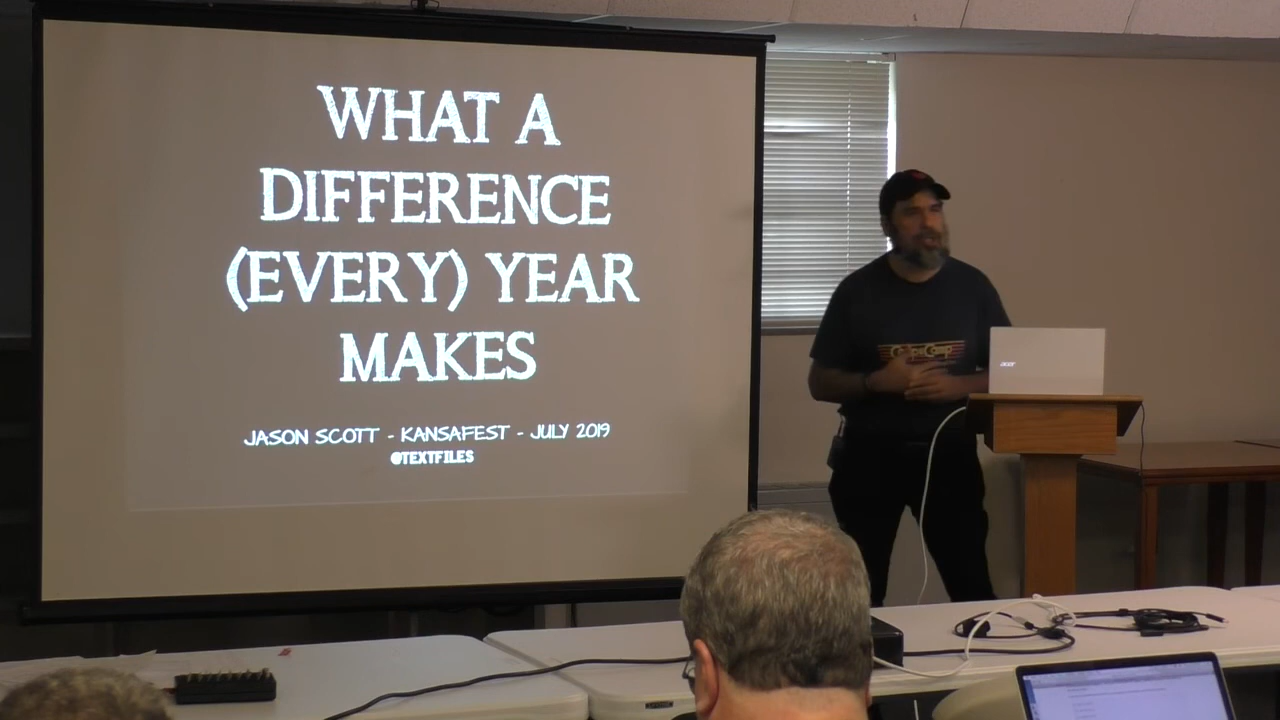 WHAT A
DIFFERENCE
(EVERY) YEAR
MAKES
JASON SCOTT - KANSAFEST - JULY 2019
@TEXTFILES
acer